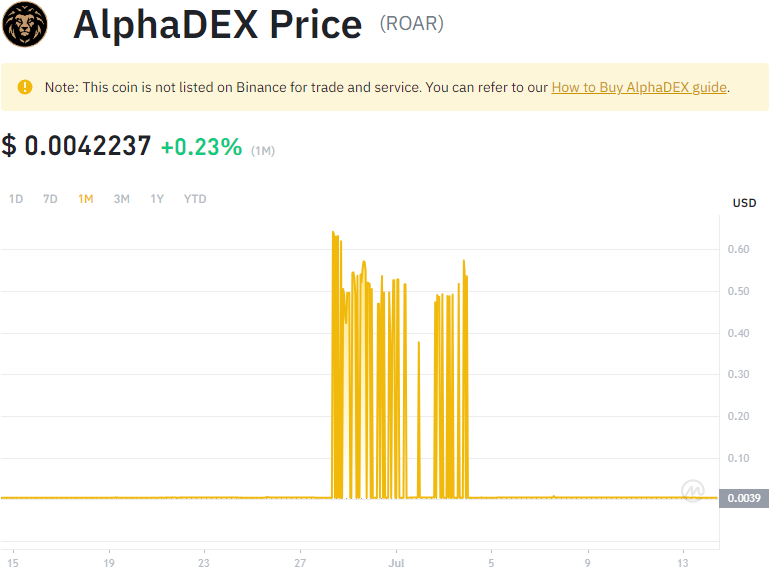 AlphaDEX Price (ROAR)
Note: This coin is not listed on Binance for trade and service. You can refer to our How to Buy AlphaDEX guide.
$ 0.0042237 +0.23% (1M)
1D 7D 1M 3M 1Y YTD
USD
0.60
0.50
0.40
0.30
0.20
0.10
0.0039
15 19 23 27 Jul 5 9 13